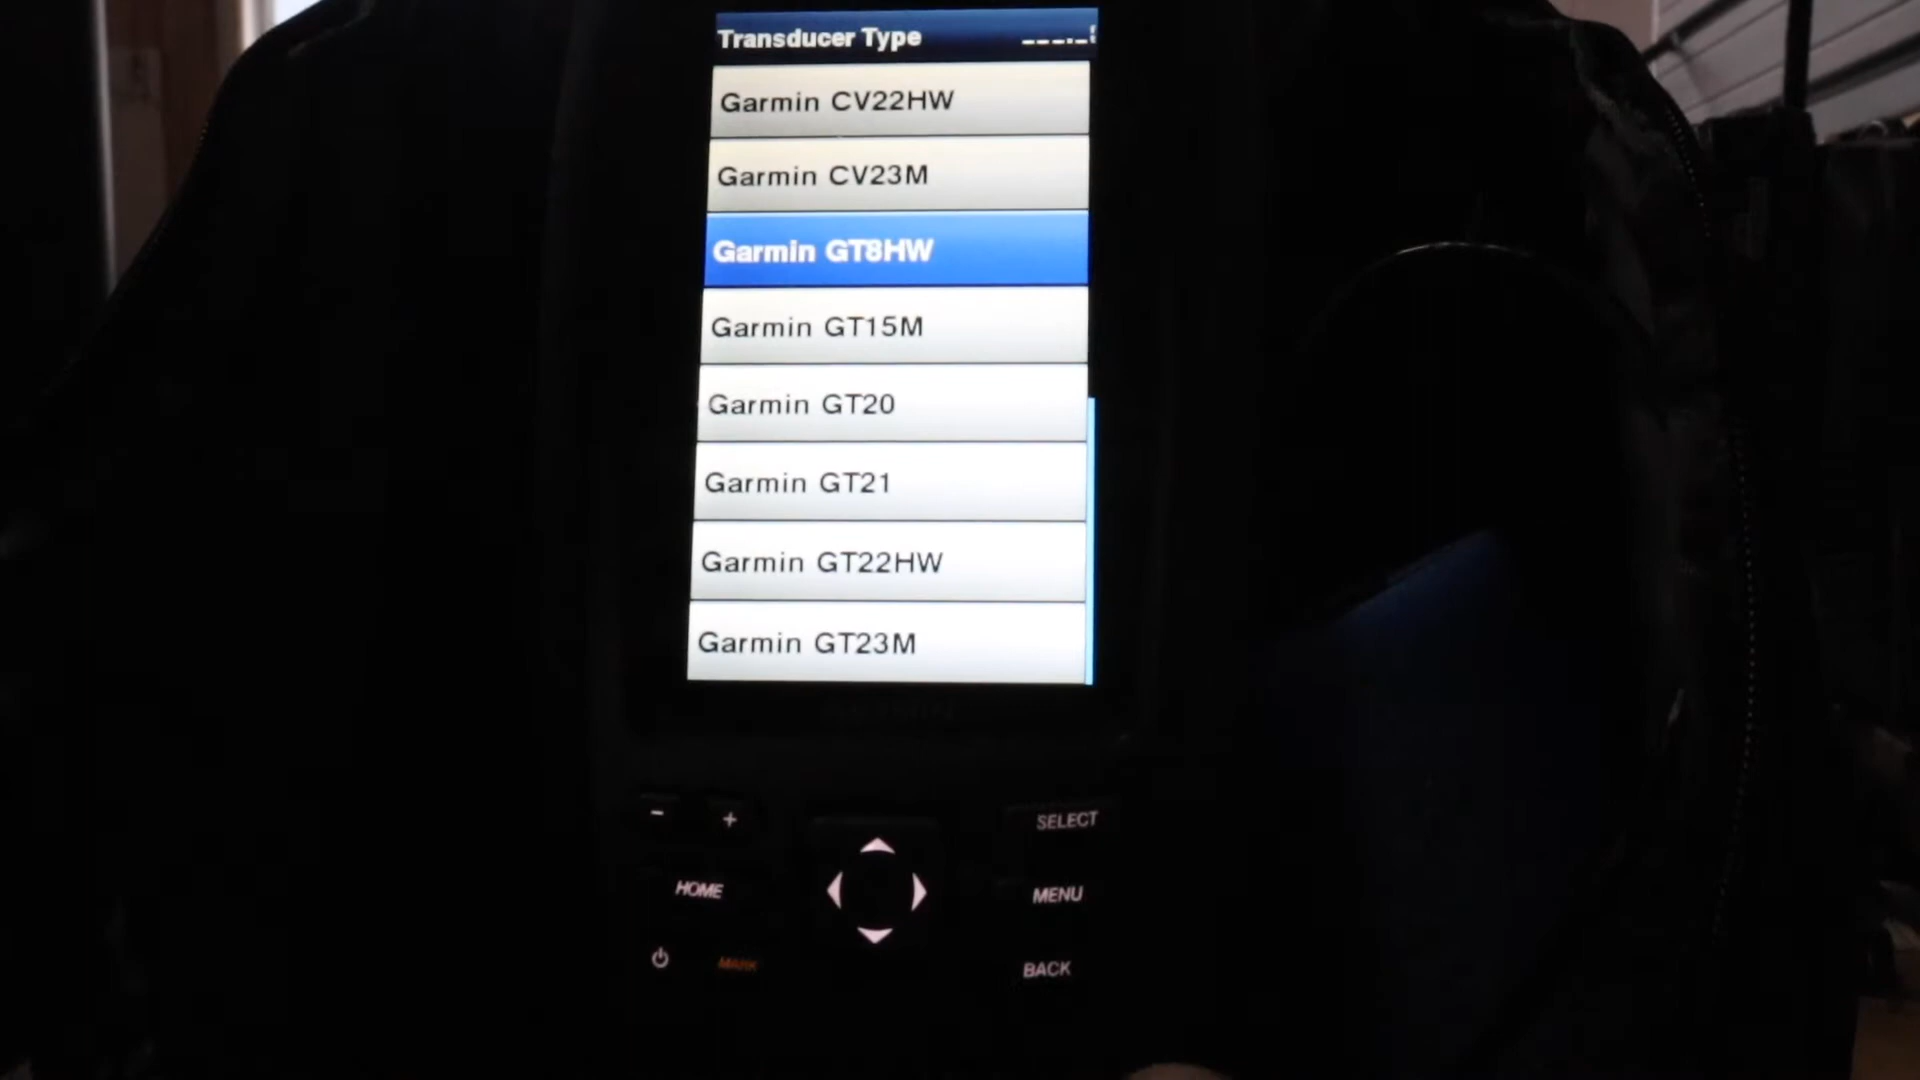 Transducer Type
Garmin CV22HW
Garmin CV23M
Garmin GT8HW
Garmin GT15M
Garmin GT20
Garmin GT21
Garmin GT22HW
Garmin GT23M
- +
SELECT
HOME
MENU
MARK
BACK